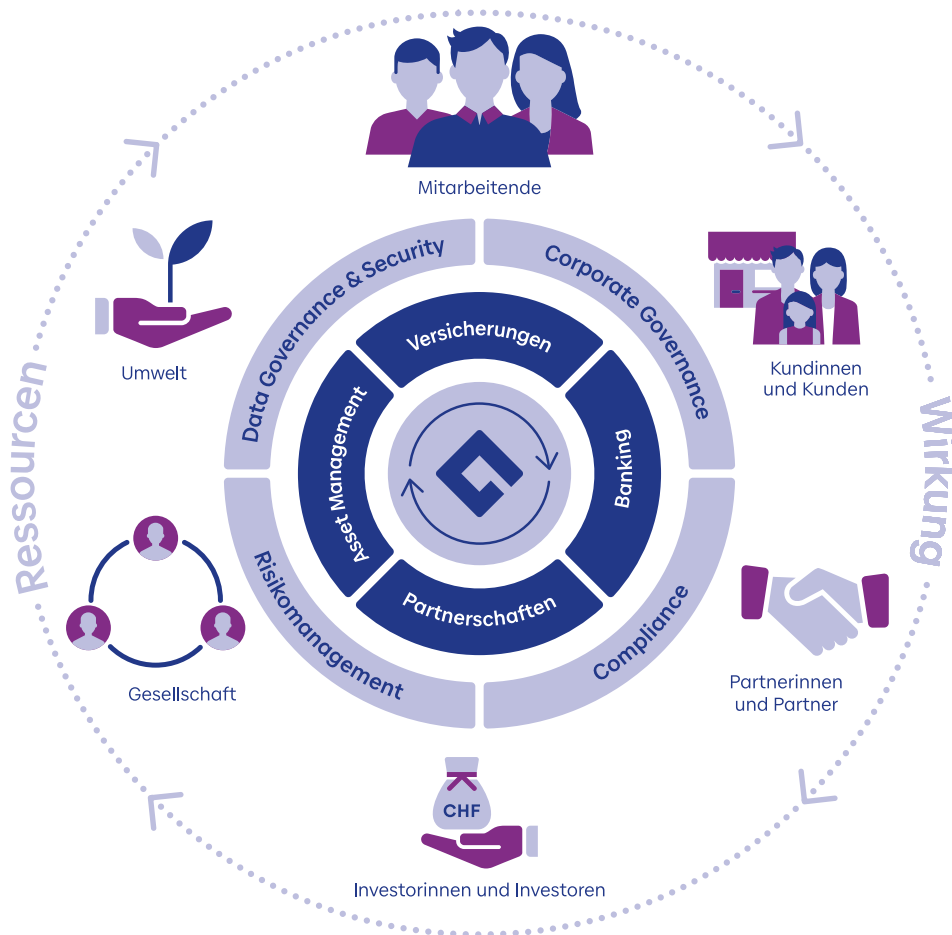 Mitarbeitende
Data Governance & Security
Corporate Governance
Versicherungen
Umwelt
Kundinnen
und Kunden
Ressourcen
Wirkung
Asset Management
Banking
Partnerschaften
Risikomanagement
Compliance
Gesellschaft
Partnerinnen
und Partner
CHF
Investorinnen und Investoren